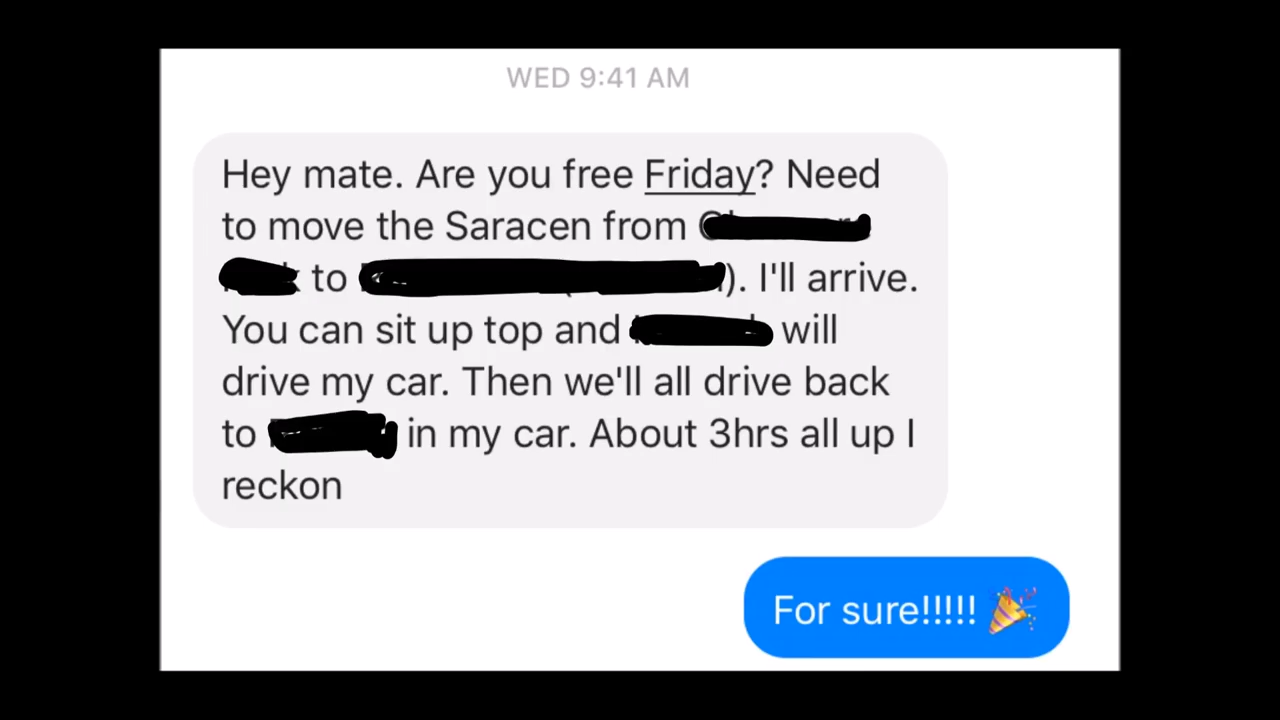 WED 9:41 AM
Hey mate. Are you free Friday? Need
to move the Saracen from
to ). I'll arrive.
You can sit up top and will
drive my car. Then we'll all drive back
to in my car. About 3hrs all up I
reckon
For sure!!!!! 🎉